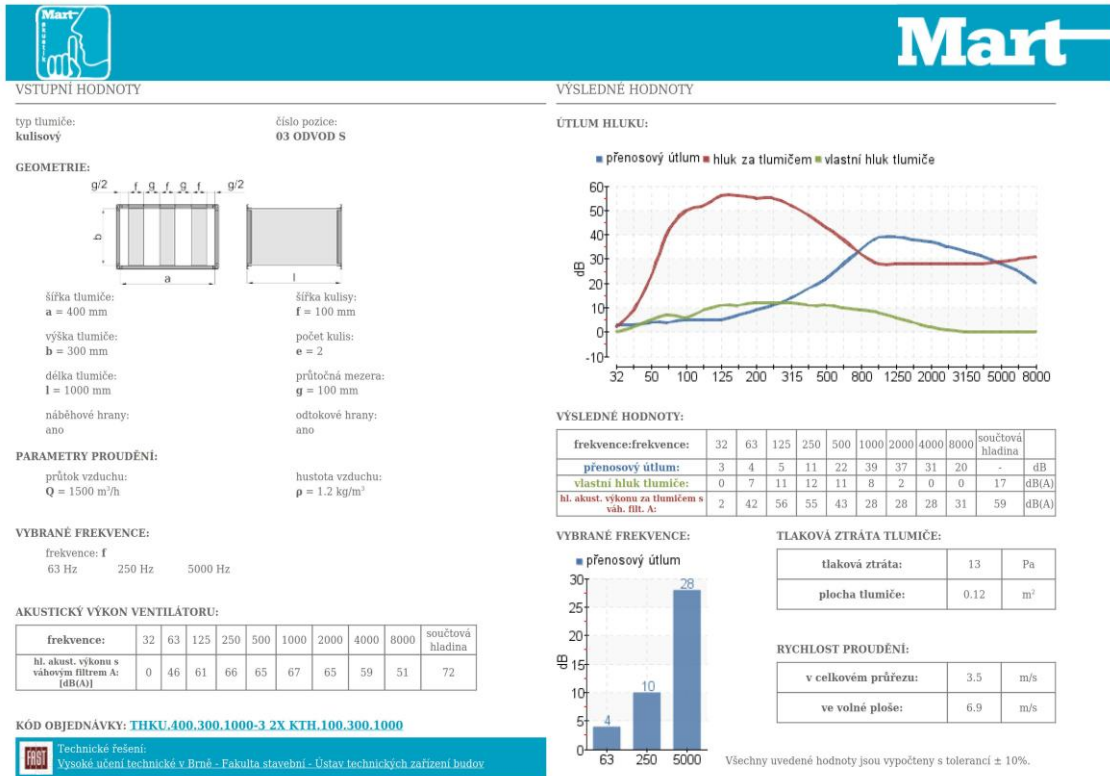 Mart
akustik
Mart
VSTUPNÍ HODNOTY
typ tlumiče:
kulisový
číslo pozice:
03 ODVOD S
GEOMETRIE:
g/2 f g f g f g/2
b
a
l
šířka tlumiče:
a = 400 mm
šířka kulisy:
f = 100 mm
výška tlumiče:
b = 300 mm
počet kulis:
e = 2
délka tlumiče:
l = 1000 mm
průtočná mezera:
g = 100 mm
náběhové hrany:
ano
odtokové hrany:
ano
PARAMETRY PROUDĚNÍ:
průtok vzduchu:
Q = 1500 m³/h
hustota vzduchu:
ρ = 1.2 kg/m³
VYBRANÉ FREKVENCE:
frekvence: f
63 Hz 250 Hz 5000 Hz
AKUSTICKÝ VÝKON VENTILÁTORU:
frekvence: 32 63 125 250 500 1000 2000 4000 8000 součtová hladina
hl. akust. výkonu s
váhovým filtrem A:
[dB(A)]
0 46 61 66 65 67 65 59 51 72
KÓD OBJEDNÁVKY: THKU.400.300.1000-3 2X KTH.100.300.1000
FAST
Technické řešení:
Vysoké učení technické v Brně - Fakulta stavební - Ústav technických zařízení budov
VÝSLEDNÉ HODNOTY
ÚTLUM HLUKU:
přenosový útlum hluk za tlumičem vlastní hluk tlumiče
dB
60
50
40
30
20
10
0
-10
32 50 100 125 200 315 500 800 1250 2000 3150 5000 8000
VÝSLEDNÉ HODNOTY:
frekvence:frekvence: 32 63 125 250 500 1000 2000 4000 8000 součtová hladina
přenosový útlum: 3 4 5 11 22 39 37 31 20 - dB
vlastní hluk tlumiče: 0 7 11 12 11 8 2 0 0 17 dB(A)
hl. akust. výkonu za tlumičem s
váh. filt. A:
2 42 56 55 43 28 28 28 31 59 dB(A)
VYBRANÉ FREKVENCE:
přenosový útlum
dB
30
25
20
15
10
5
0
4 10 28
63 250 5000
TLAKOVÁ ZTRÁTA TLUMIČE:
tlaková ztráta: 13 Pa
plocha tlumiče: 0.12 m²
RYCHLOST PROUDĚNÍ:
v celkovém průřezu: 3.5 m/s
ve volné ploše: 6.9 m/s
Všechny uvedené hodnoty jsou vypočteny s tolerancí ± 10%.